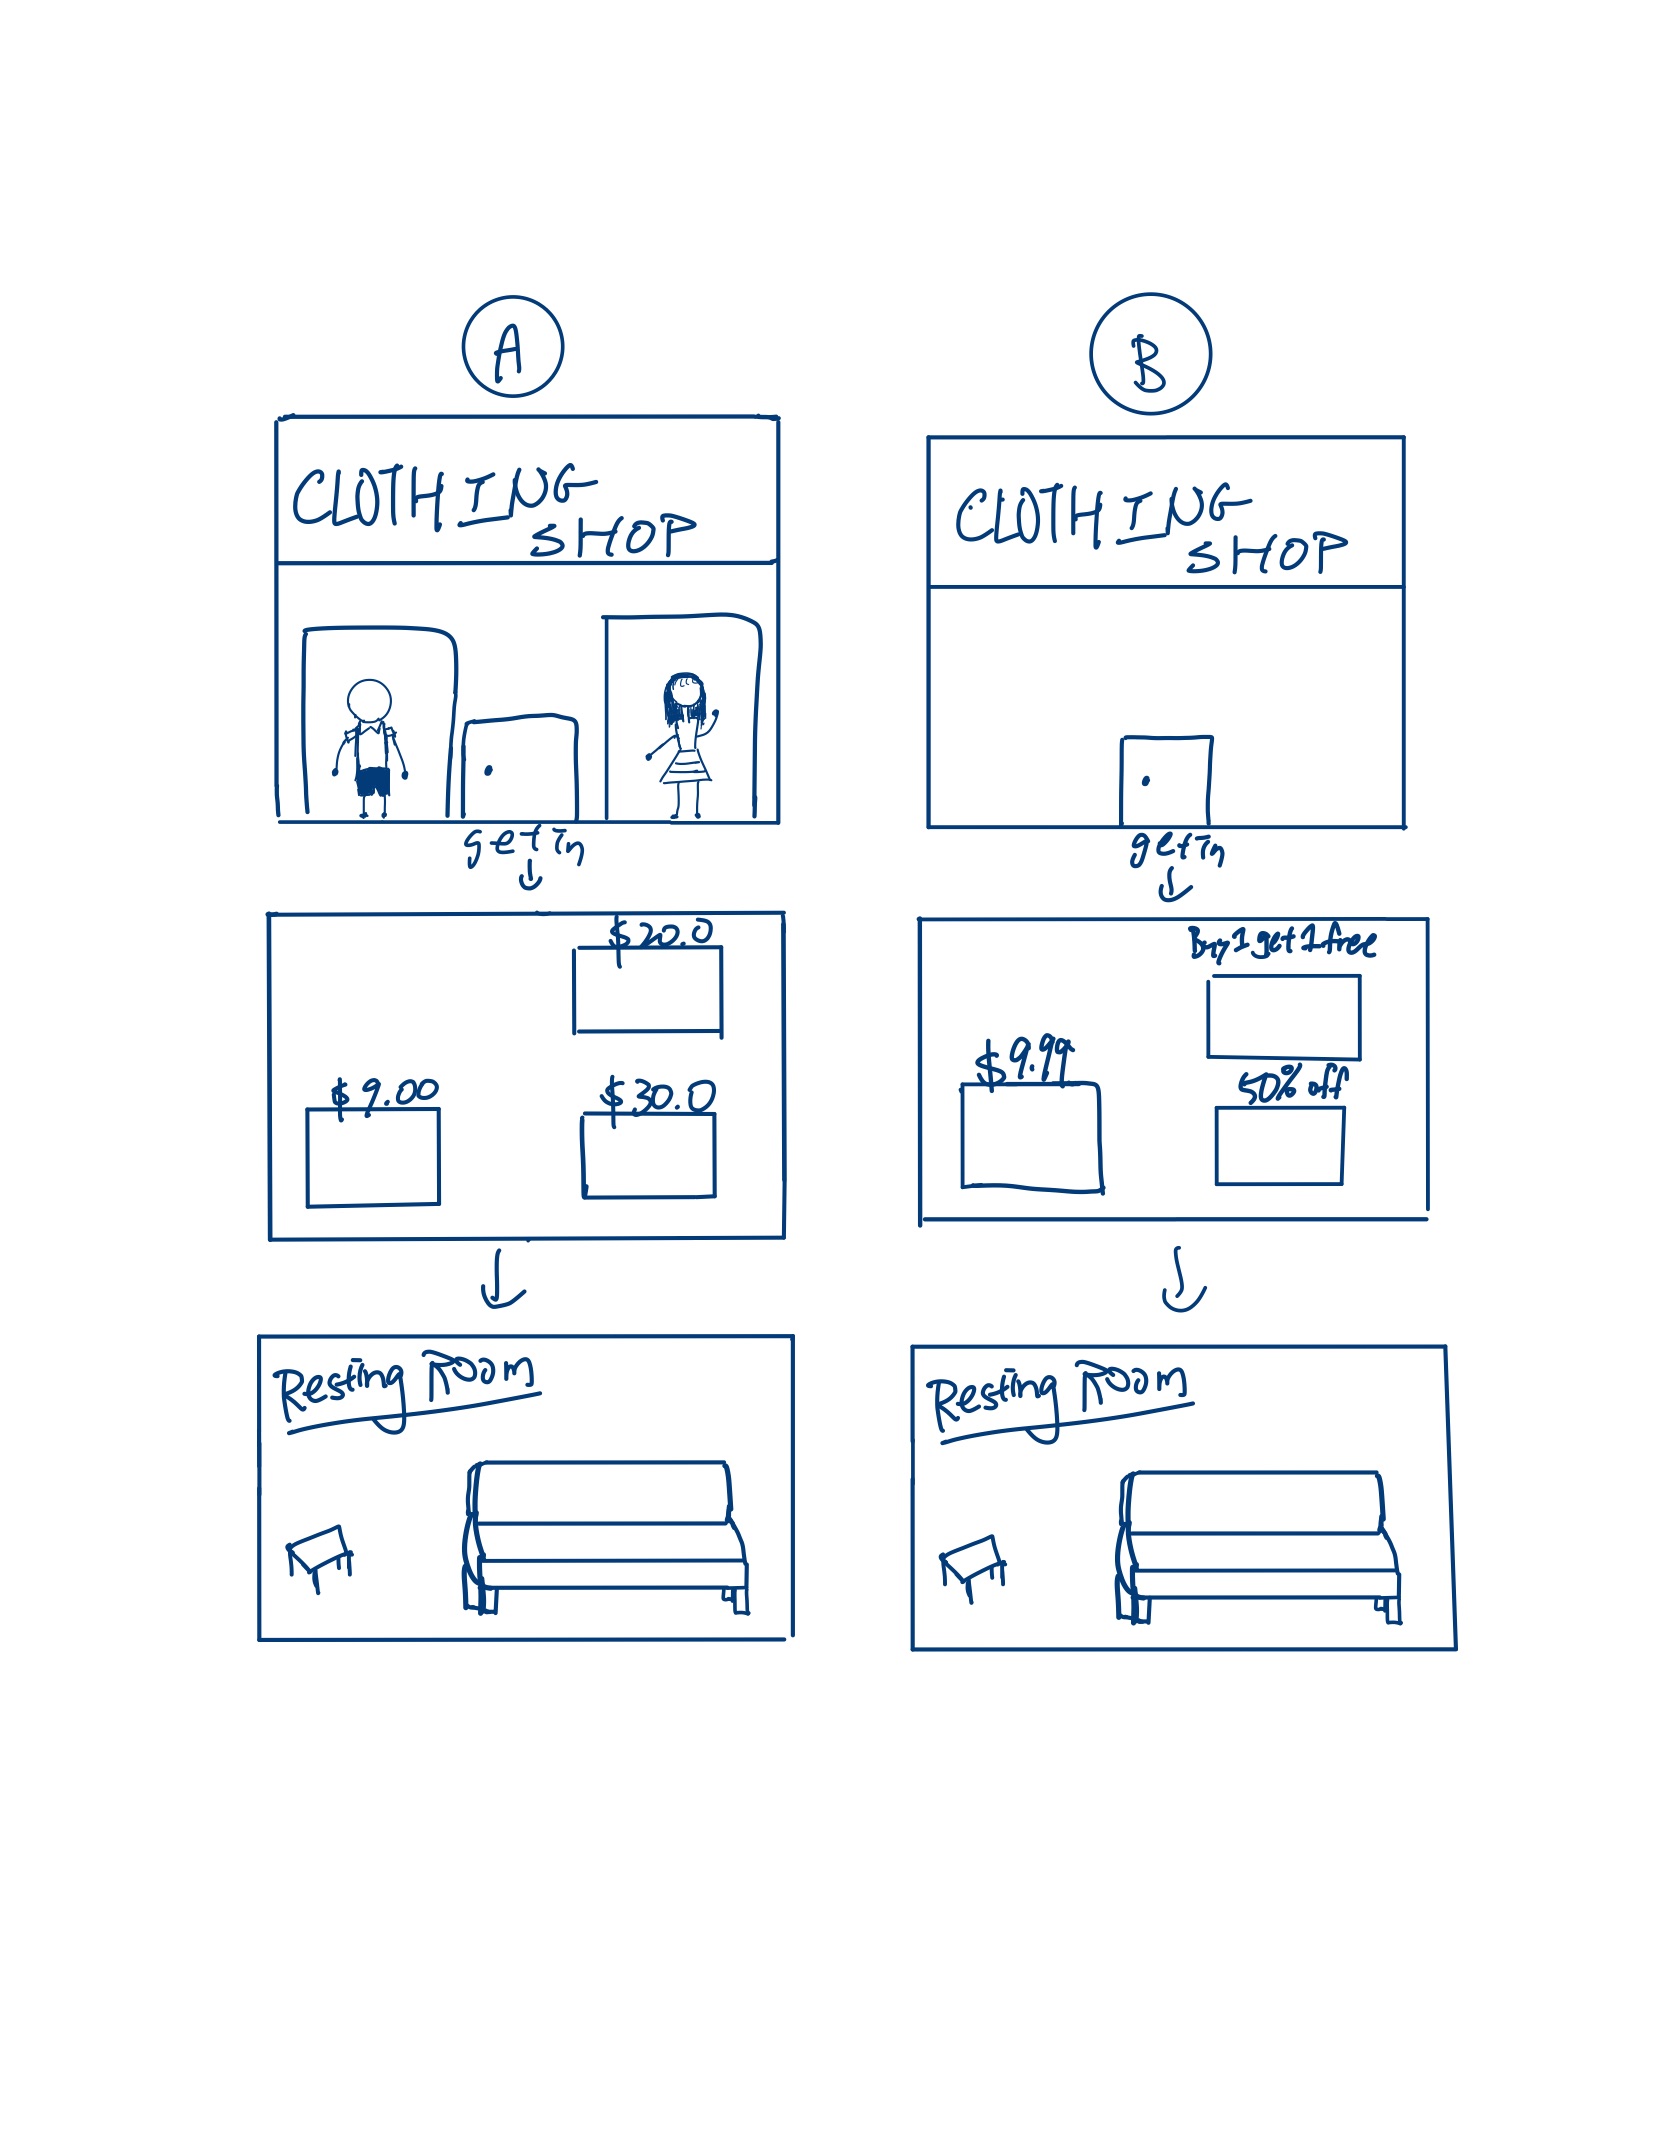 A
CLOTHING
SHOP
get in
$20.0
$9.00
$30.0
Resting Room
B
CLOTHING
SHOP
get in
Buy 1 get 1 free
$9.99
50% off
Resting Room